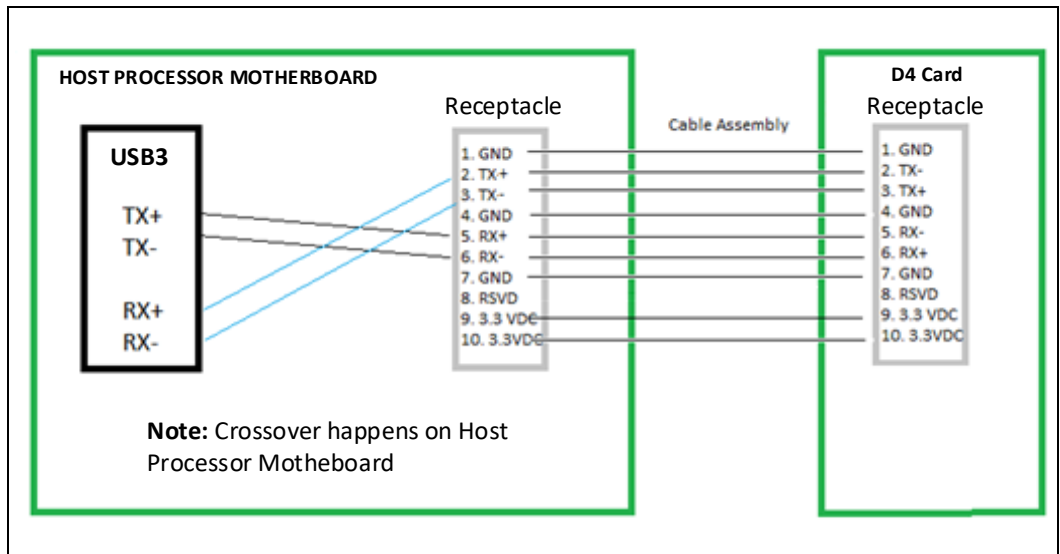 HOST PROCESSOR MOTHERBOARD
USB3
TX+
TX-
RX+
RX-
Receptacle
1. GND
2. TX+
3. TX-
4. GND
5. RX+
6. RX-
7. GND
8. RSVD
9. 3.3 VDC
10. 3.3VDC
Note: Crossover happens on Host
Processor Motheboard
Cable Assembly
D4 Card
Receptacle
1. GND
2. TX-
3. TX+
4. GND
5. RX-
6. RX+
7. GND
8. RSVD
9. 3.3 VDC
10. 3.3VDC